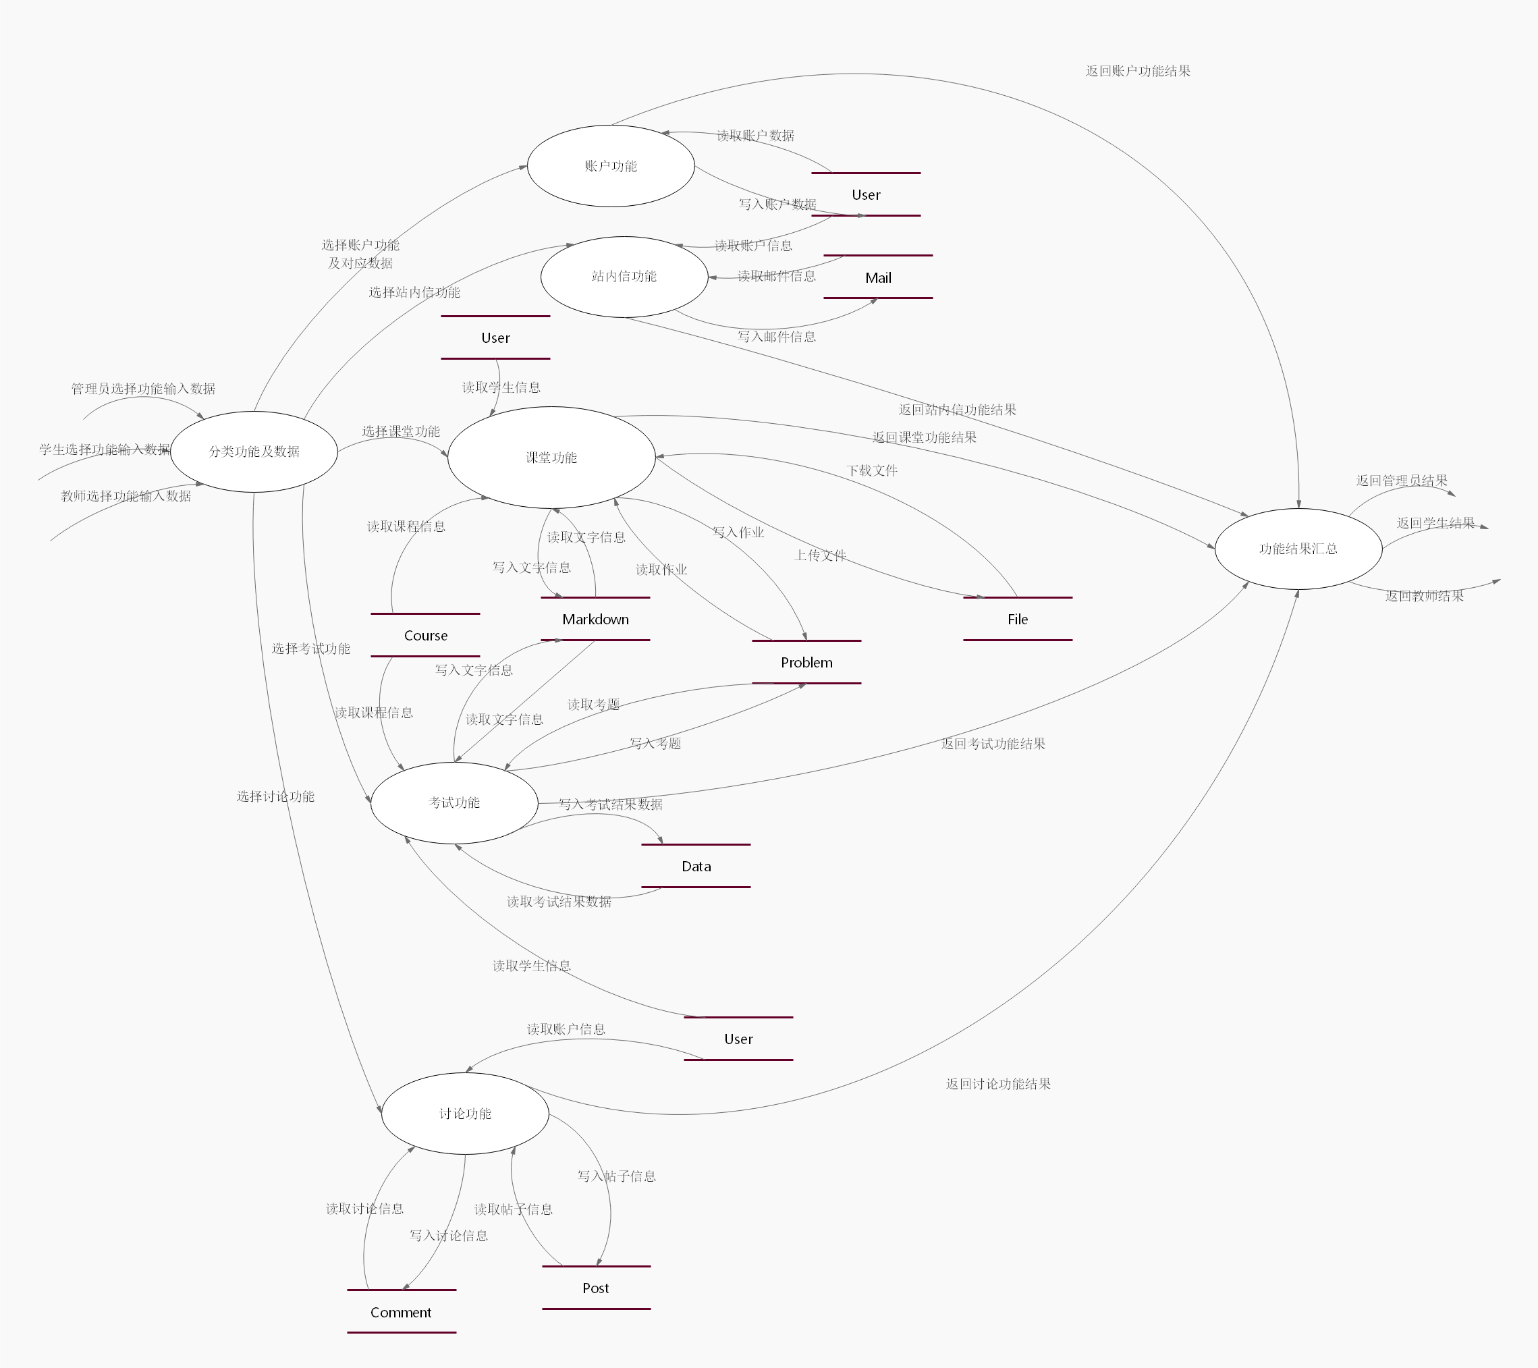 返回账户功能结果
读取账户数据
账户功能
User
写入账户数据
选择账户功能
及对应数据
读取账户信息
站内信功能
读取邮件信息
Mail
选择站内信功能
写入邮件信息
User
管理员选择功能输入数据
读取学生信息
返回站内信功能结果
选择课堂功能
返回课堂功能结果
学生选择功能输入数据
分类功能及数据
课堂功能
下载文件
返回管理员结果
教师选择功能输入数据
读取课程信息
读取文字信息
写入作业
返回学生结果
功能结果汇总
写入文字信息
读取作业
上传文件
返回教师结果
Markdown
File
Course
选择考试功能
Problem
写入文字信息
读取考题
读取课程信息
读取文字信息
写入考题
返回考试功能结果
选择讨论功能
考试功能
写入考试结果数据
Data
读取考试结果数据
读取学生信息
读取账户信息
User
返回讨论功能结果
讨论功能
写入帖子信息
读取讨论信息
读取帖子信息
写入讨论信息
Post
Comment